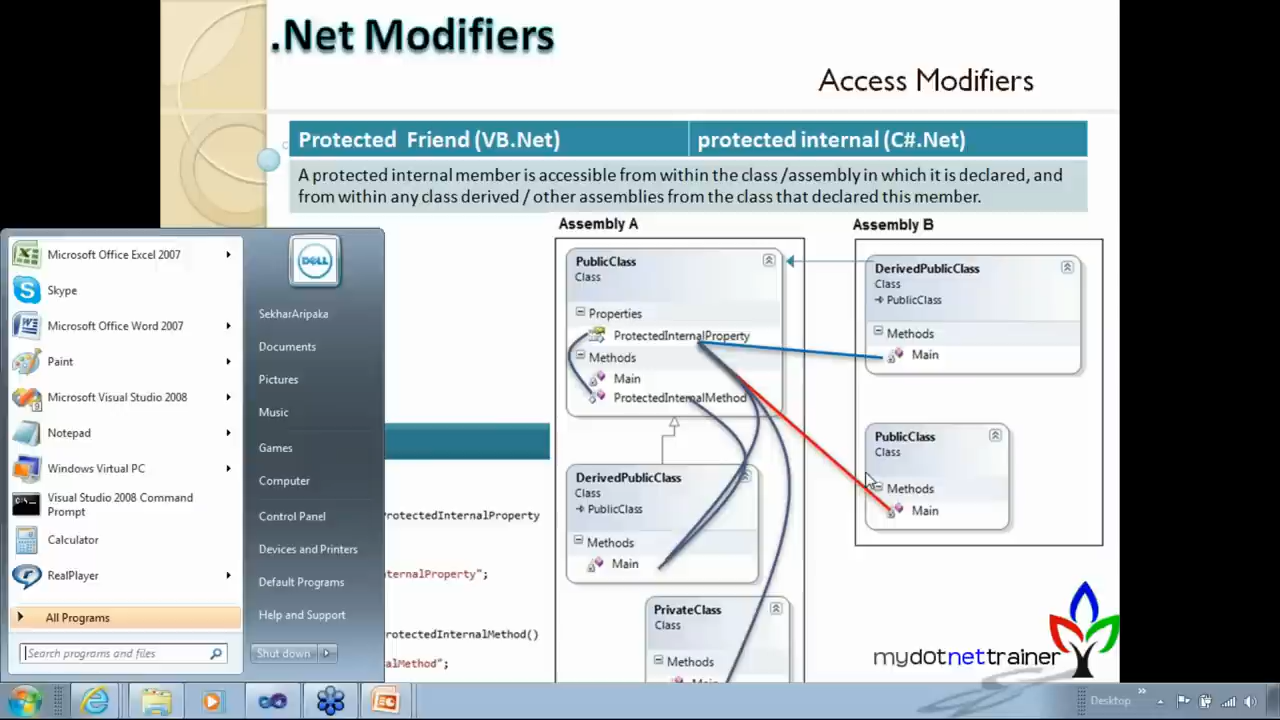 .Net Modifiers
Access Modifiers
Protected Friend (VB.Net)
protected internal (C#.Net)
A protected internal member is accessible from within the class /assembly in which it is declared, and
from within any class derived / other assemblies from the class that declared this member.
Assembly A
PublicClass
Class
Properties
ProtectedInternalProperty
Methods
Main
ProtectedInternalMethod
DerivedPublicClass
Class
PublicClass
Methods
Main
PrivateClass
Class
Methods
Assembly B
DerivedPublicClass
Class
PublicClass
Methods
Main
PublicClass
Class
Methods
Main
rotectedInternalProperty
ternalProperty";
rotectedInternalMethod()
alMethod";
mydotnettrainer
Microsoft Office Excel 2007
Skype
Microsoft Office Word 2007
Paint
Microsoft Visual Studio 2008
Notepad
Windows Virtual PC
Visual Studio 2008 Command
Prompt
Calculator
RealPlayer
All Programs
Search programs and files
DELL
SekharAripaka
Documents
Pictures
Music
Games
Computer
Control Panel
Devices and Printers
Default Programs
Help and Support
Shut down
Desktop